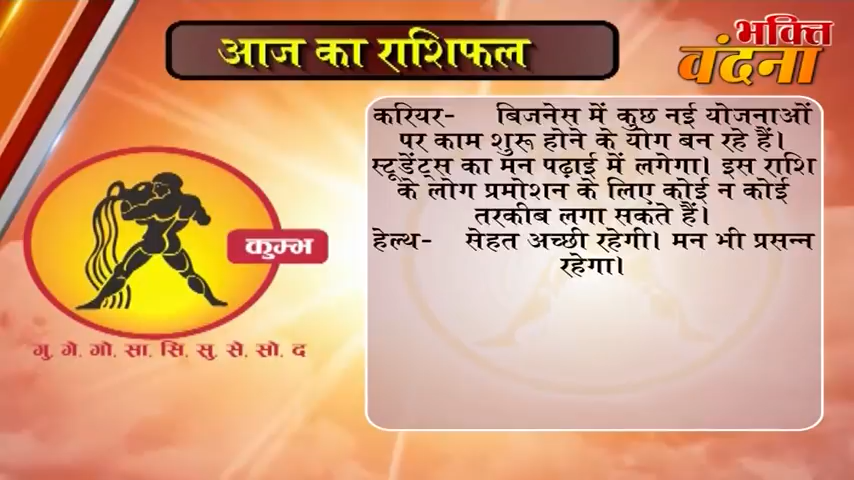 आज का राशिफल
भक्ति
वंदना
करियर- बिजनेस में कुछ नई योजनाओं
पर काम शुरू होने के योग बन रहे हैं।
स्टूडेंट्स का मन पढ़ाई में लगेगा। इस राशि
के लोग प्रमोशन के लिए कोई न कोई
तरकीब लगा सकते हैं।
हेल्थ- सेहत अच्छी रहेगी। मन भी प्रसन्न
रहेगा।
कुम्भ
गु. गे. गो. सा. सि. सु. से. सो. द